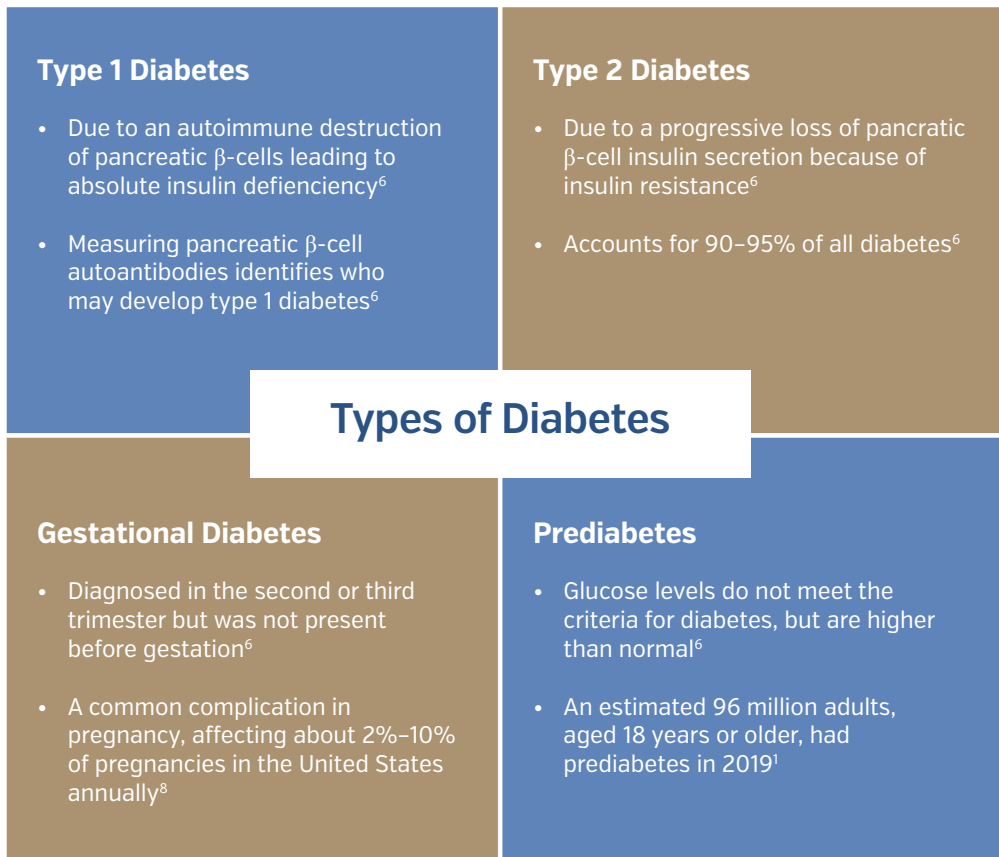 Type 1 Diabetes
• Due to an autoimmune destruction
of pancreatic β-cells leading to
absolute insulin defienciency⁶
• Measuring pancreatic β-cell
autoantibodies identifies who
may develop type 1 diabetes⁶
Type 2 Diabetes
• Due to a progressive loss of pancratic
β-cell insulin secretion because of
insulin resistance⁶
• Accounts for 90–95% of all diabetes⁶
Types of Diabetes
Gestational Diabetes
• Diagnosed in the second or third
trimester but was not present
before gestation⁶
• A common complication in
pregnancy, affecting about 2%–10%
of pregnancies in the United States
annually⁸
Prediabetes
• Glucose levels do not meet the
criteria for diabetes, but are higher
than normal⁶
• An estimated 96 million adults,
aged 18 years or older, had
prediabetes in 2019¹